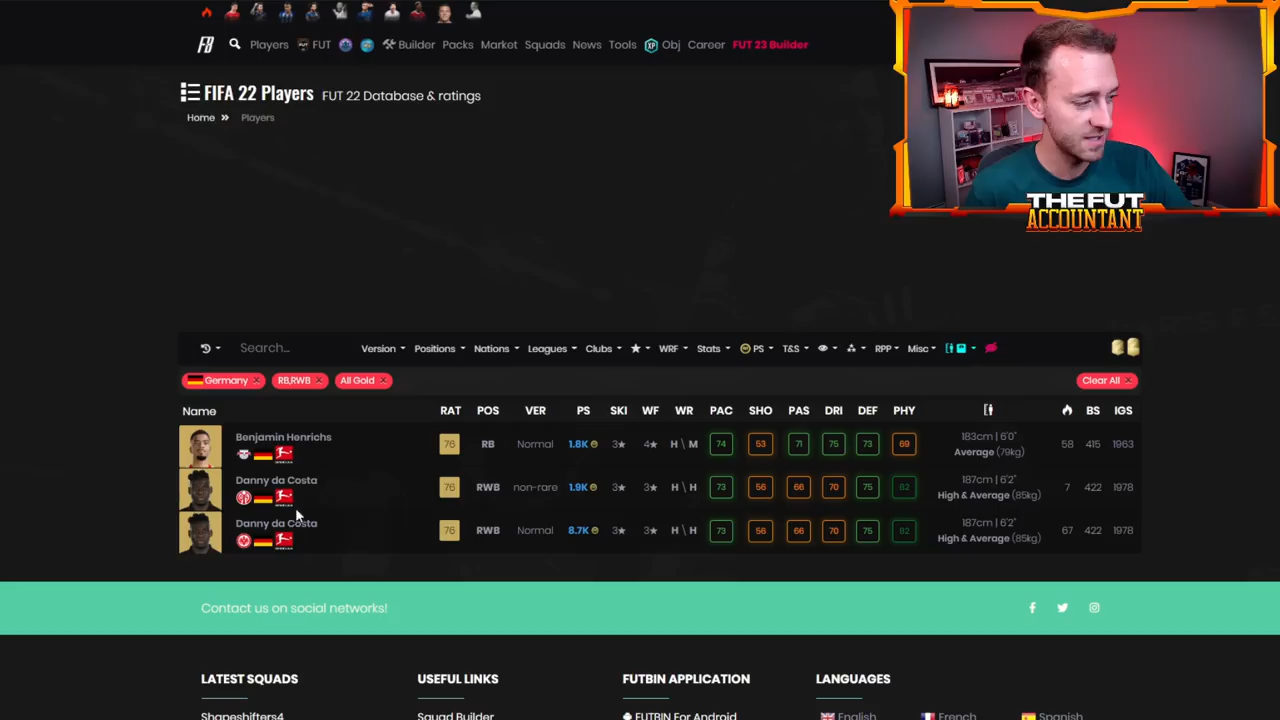 FB Players FUT Builder Packs Market Squads News Tools XP Obj Career FUT 23 Builder
FIFA 22 Players FUT 22 Database & ratings
Home » Players
THE FUT
ACCOUNTANT
Search... Version Positions Nations Leagues Clubs WRF Stats PS T&S RPP Misc
Germany × RB,RWB × All Gold × Clear All ×
Name RAT POS VER PS SKI WF WR PAC SHO PAS DRI DEF PHY BS IGS
Benjamin Henrichs 76 RB Normal 1.8K 3★ 4★ H \ M 74 53 71 75 73 69 183cm | 6'0" 58 415 1963
Average (79kg)
Danny da Costa 76 RWB non-rare 1.9K 3★ 3★ H \ H 73 56 66 70 75 82 187cm | 6'2" 7 422 1978
High & Average (85kg)
Danny da Costa 76 RWB Normal 8.7K 3★ 3★ H \ H 73 56 66 70 75 82 187cm | 6'2" 67 422 1978
High & Average (85kg)
Contact us on social networks!
LATEST SQUADS USEFUL LINKS FUTBIN APPLICATION LANGUAGES
Shapeshifters4 Squad Builder FUTBIN For Android English French Spanish